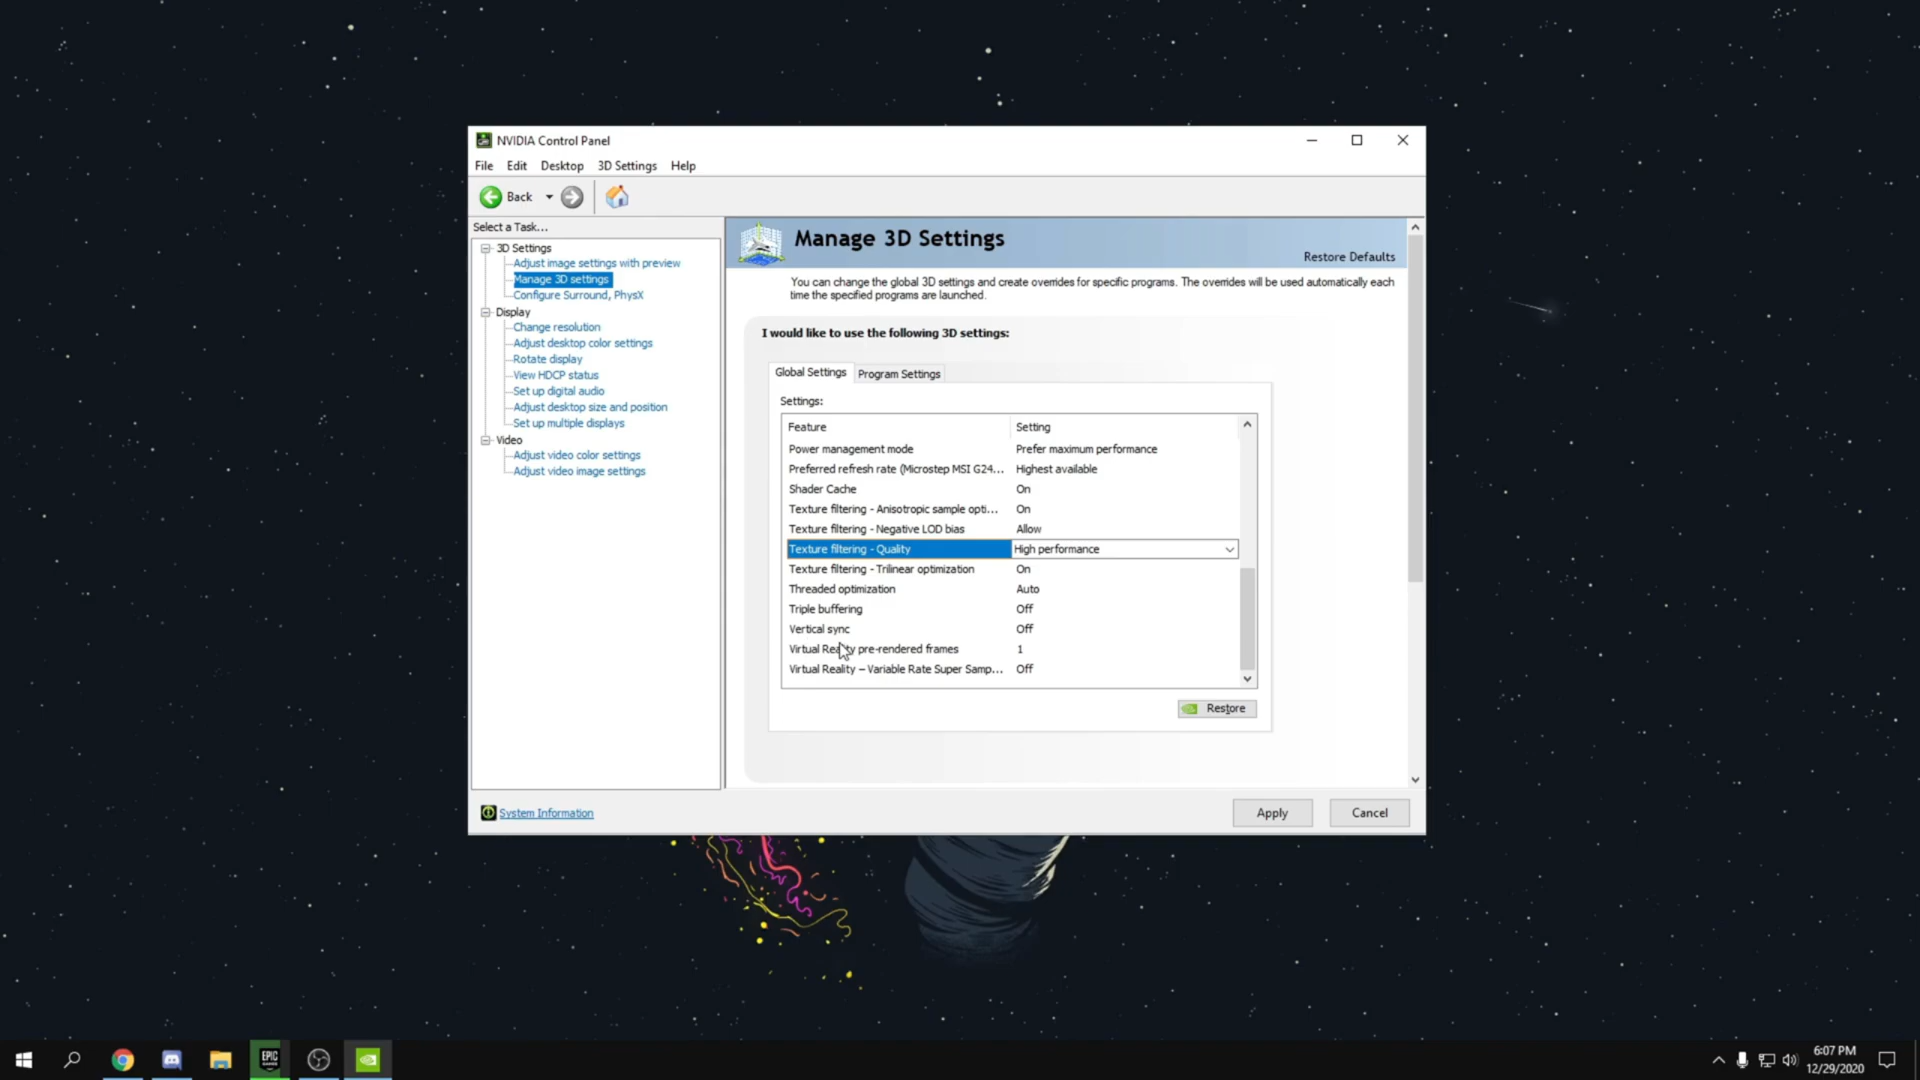 NVIDIA Control Panel
File Edit Desktop 3D Settings Help
Back
Select a Task...
3D Settings
Adjust image settings with preview
Manage 3D settings
Configure Surround, PhysX
Display
Change resolution
Adjust desktop color settings
Rotate display
View HDCP status
Set up digital audio
Adjust desktop size and position
Set up multiple displays
Video
Adjust video color settings
Adjust video image settings
System Information
Manage 3D Settings
Restore Defaults
You can change the global 3D settings and create overrides for specific programs. The overrides will be used automatically each
time the specified programs are launched.
I would like to use the following 3D settings:
Global Settings Program Settings
Settings:
Feature Setting
Power management mode Prefer maximum performance
Preferred refresh rate (Microstep MSI G24... Highest available
Shader Cache On
Texture filtering - Anisotropic sample opti... On
Texture filtering - Negative LOD bias Allow
Texture filtering - Quality High performance
Texture filtering - Trilinear optimization On
Threaded optimization Auto
Triple buffering Off
Vertical sync Off
Virtual Reality pre-rendered frames 1
Virtual Reality – Variable Rate Super Samp... Off
Restore
Apply Cancel
EPIC
GAMES
6:07 PM
12/29/2020